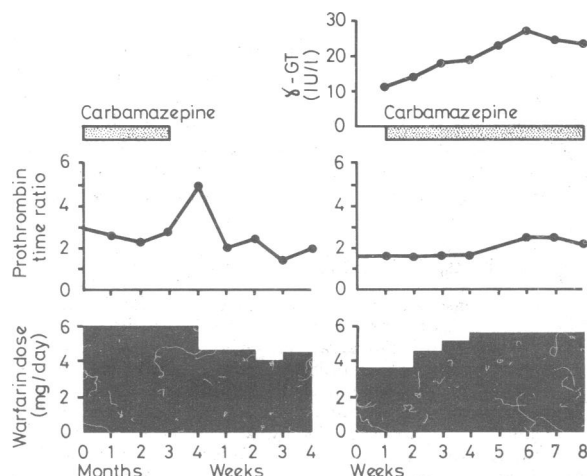 30
20
10
0
ɣ-GT
(IU/l)
Carbamazepine
Carbamazepine
6
4
2
0
Prothrombin
time ratio
6
4
2
0
6
4
2
0
Warfarin dose
(mg/day)
0 1 2 3 4 1 2 3 4
Months Weeks
6
4
2
0
0 1 2 3 4 5 6 7 8
Weeks